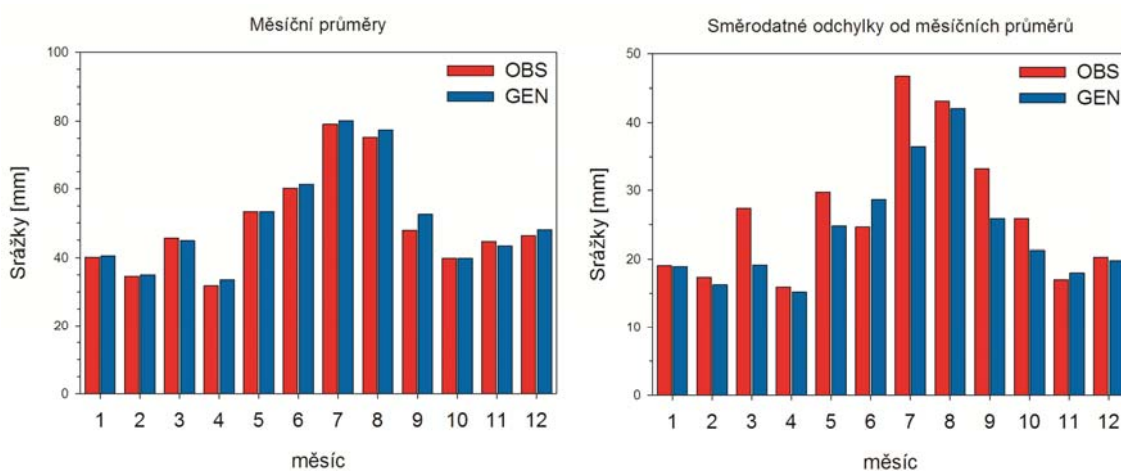 Měsíční průměry
100
80
60
40
20
0
Srážky [mm]
OBS
GEN
1 2 3 4 5 6 7 8 9 10 11 12
měsíc
Směrodatné odchylky od měsíčních průměrů
50
40
30
20
10
0
Srážky [mm]
OBS
GEN
1 2 3 4 5 6 7 8 9 10 11 12
měsíc